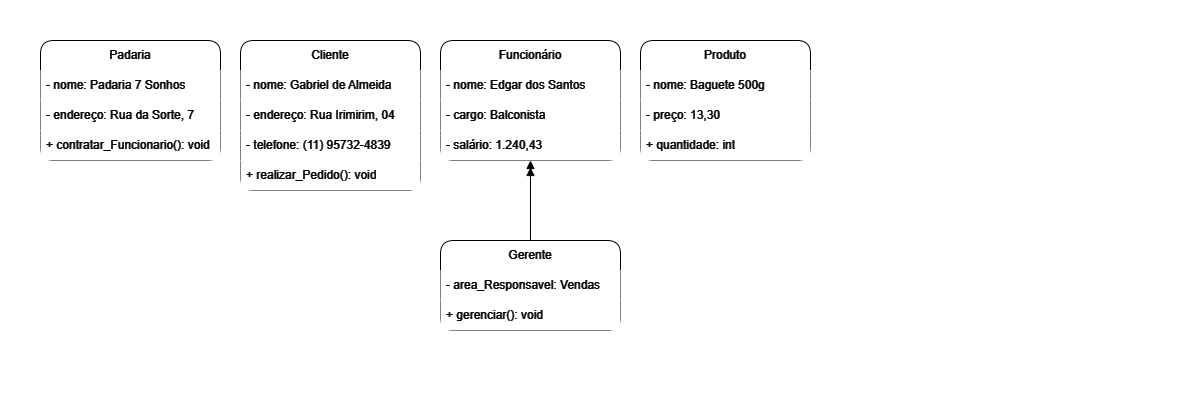 Padaria
- nome: Padaria 7 Sonhos
- endereço: Rua da Sorte, 7
+ contratar_Funcionario(): void
Cliente
- nome: Gabriel de Almeida
- endereço: Rua Irimirim, 04
- telefone: (11) 95732-4839
+ realizar_Pedido(): void
Funcionário
- nome: Edgar dos Santos
- cargo: Balconista
- salário: 1.240,43
Produto
- nome: Baguete 500g
- preço: 13,30
+ quantidade: int
Gerente
- area_Responsavel: Vendas
+ gerenciar(): void